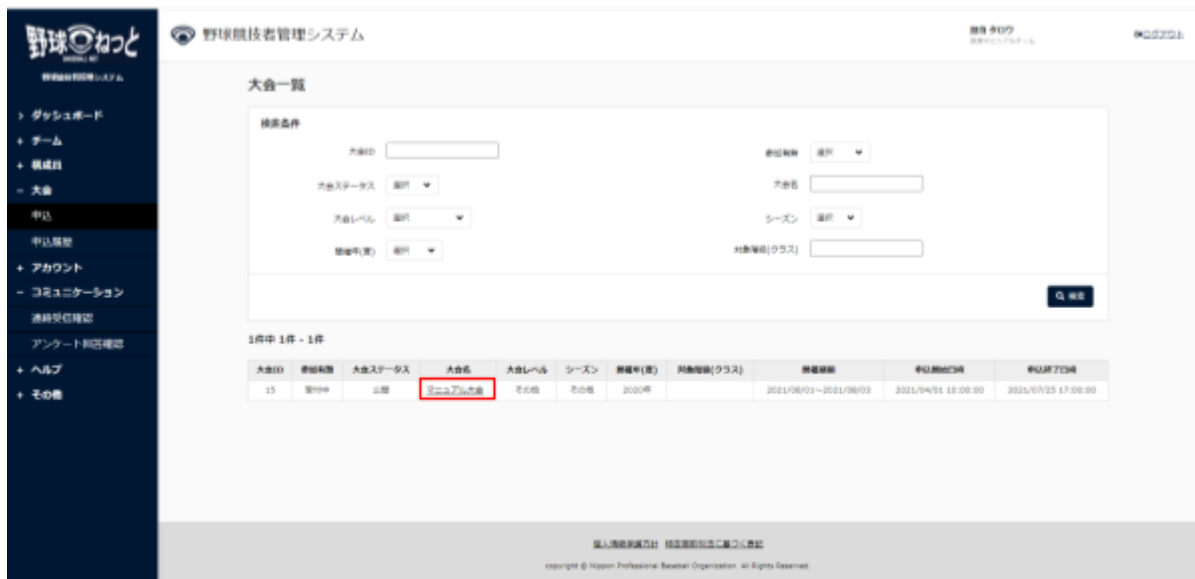 野球ねっと
BASEBALL NET
野球競技者管理システム
野球競技者管理システム
ログアウト
> ダッシュボード
+ チーム
+ 構成員
− 大会
申込
申込履歴
+ アカウント
− コミュニケーション
連絡受信確認
アンケート回答確認
+ ヘルプ
+ その他
大会一覧
検索条件
大会ID
参加制限 選択
大会ステータス 選択
大会名
大会レベル 選択
シーズン 選択
開催年(度) 選択
対象階級(クラス)
検索
1件中 1件 - 1件
大会ID 大会ステータス 大会名 大会レベル シーズン 開催年(度) 対象階級(クラス) 開催期間 申込開始日時 申込終了日時
15 受付中 公開 マニュアル大会 その他 その他 2020年 2021/08/01～2021/08/03 2021/04/01 10:00:00 2021/07/25 17:00:00
個人情報保護方針 特定商取引法に基づく表記
copyright © Nippon Professional Baseball Organization. All Rights Reserved.